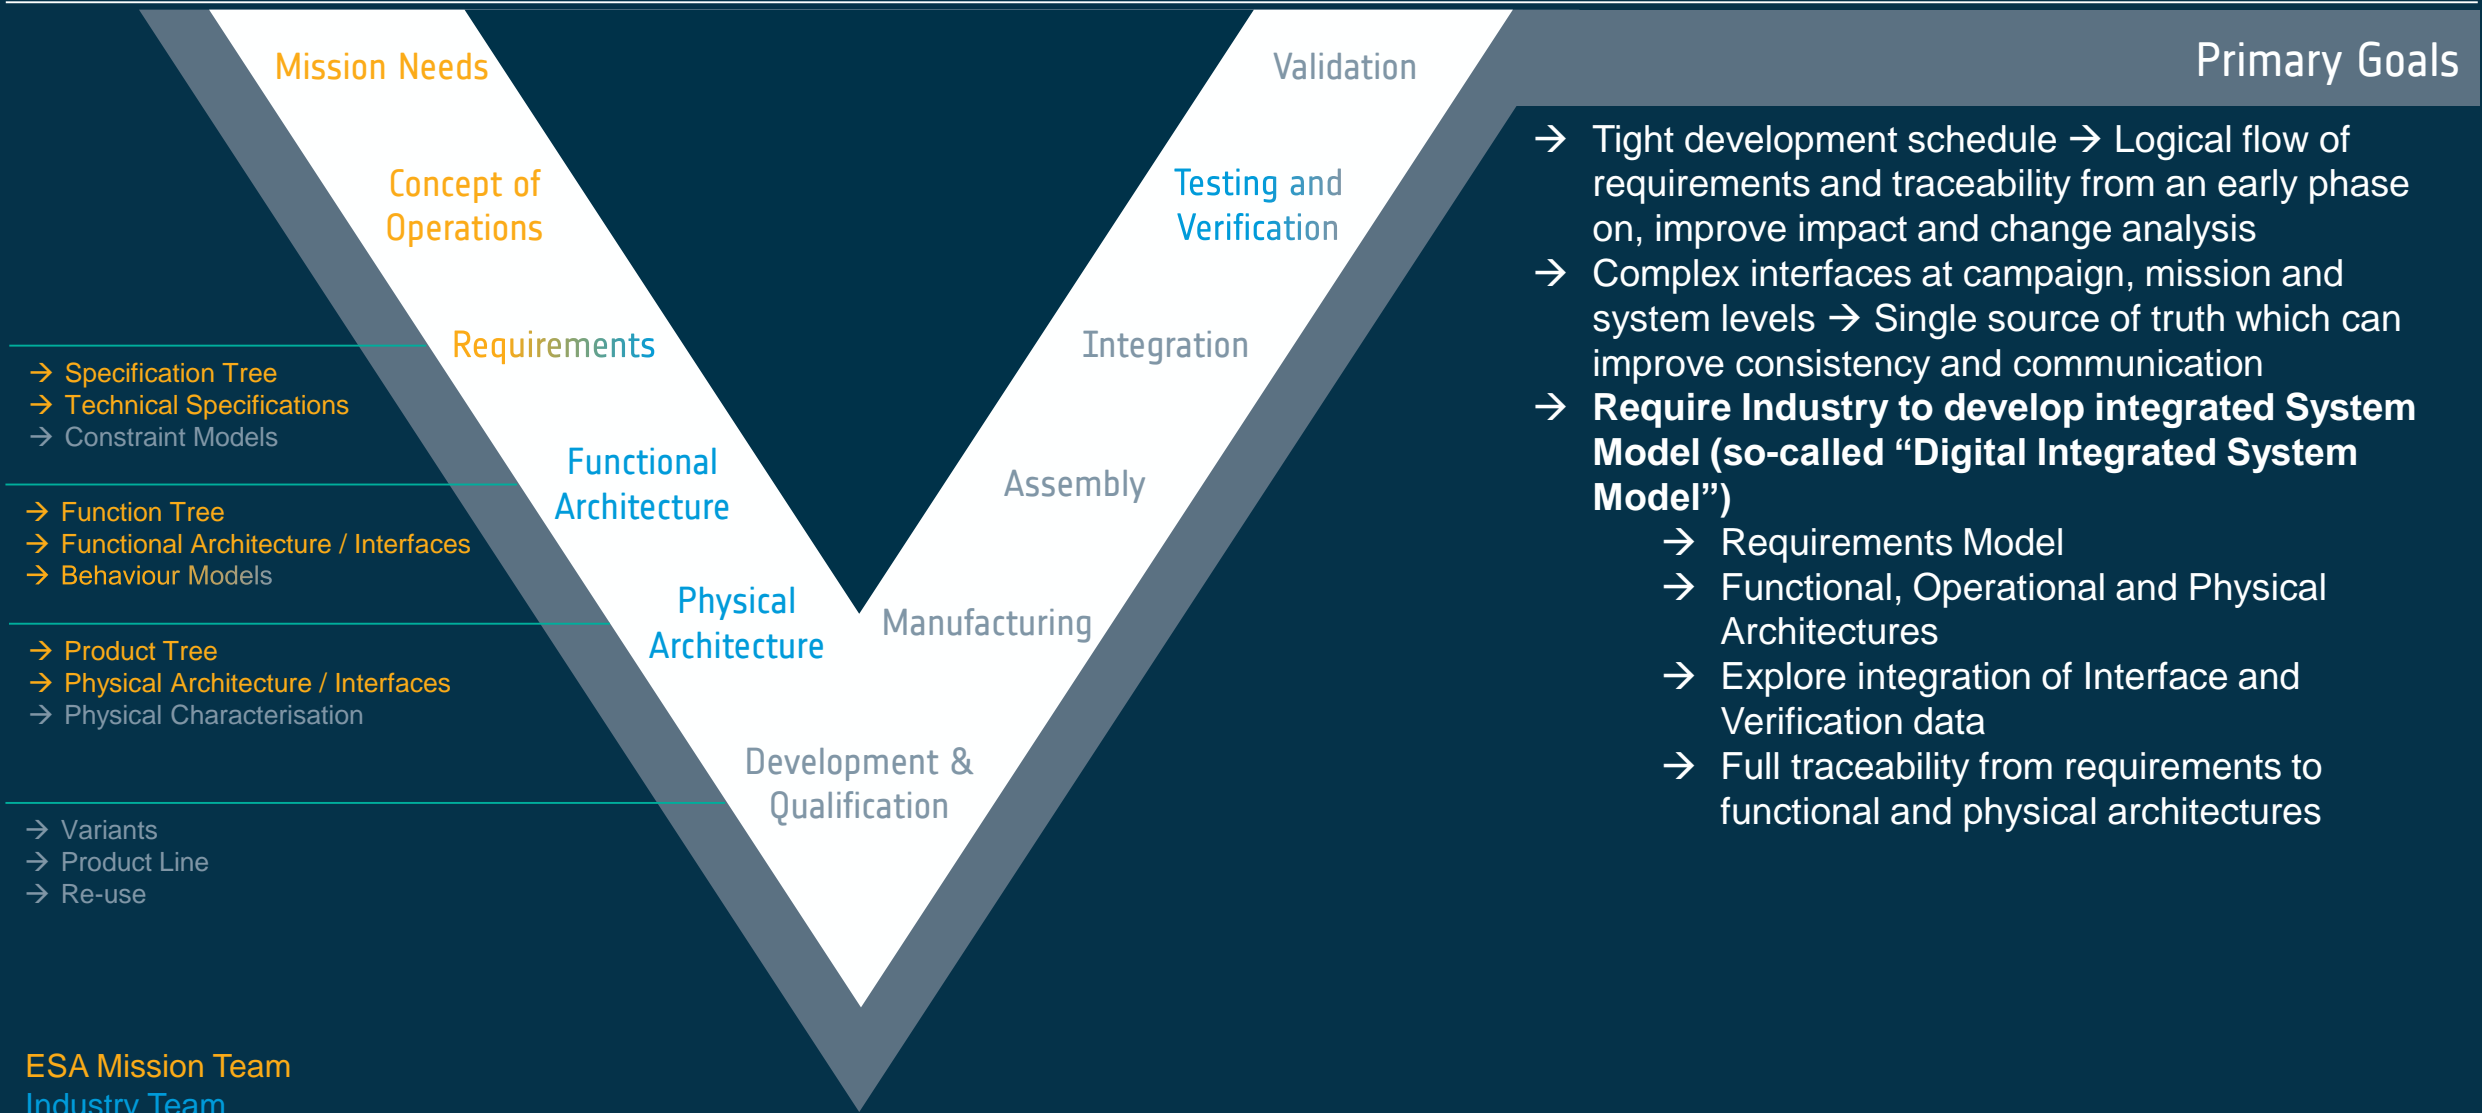 Mission Needs
Concept of
Operations
Requirements
Functional
Architecture
Physical
Architecture
Development &
Qualification
Manufacturing
Assembly
Integration
Testing and
Verification
Validation
→ Specification Tree
→ Technical Specifications
→ Constraint Models
→ Function Tree
→ Functional Architecture / Interfaces
→ Behaviour Models
→ Product Tree
→ Physical Architecture / Interfaces
→ Physical Characterisation
→ Variants
→ Product Line
→ Re-use
ESA Mission Team
Industry Team
Primary Goals
→ Tight development schedule → Logical flow of
requirements and traceability from an early phase
on, improve impact and change analysis
→ Complex interfaces at campaign, mission and
system levels → Single source of truth which can
improve consistency and communication
→ Require Industry to develop integrated System
Model (so-called “Digital Integrated System
Model”)
→ Requirements Model
→ Functional, Operational and Physical
Architectures
→ Explore integration of Interface and
Verification data
→ Full traceability from requirements to
functional and physical architectures